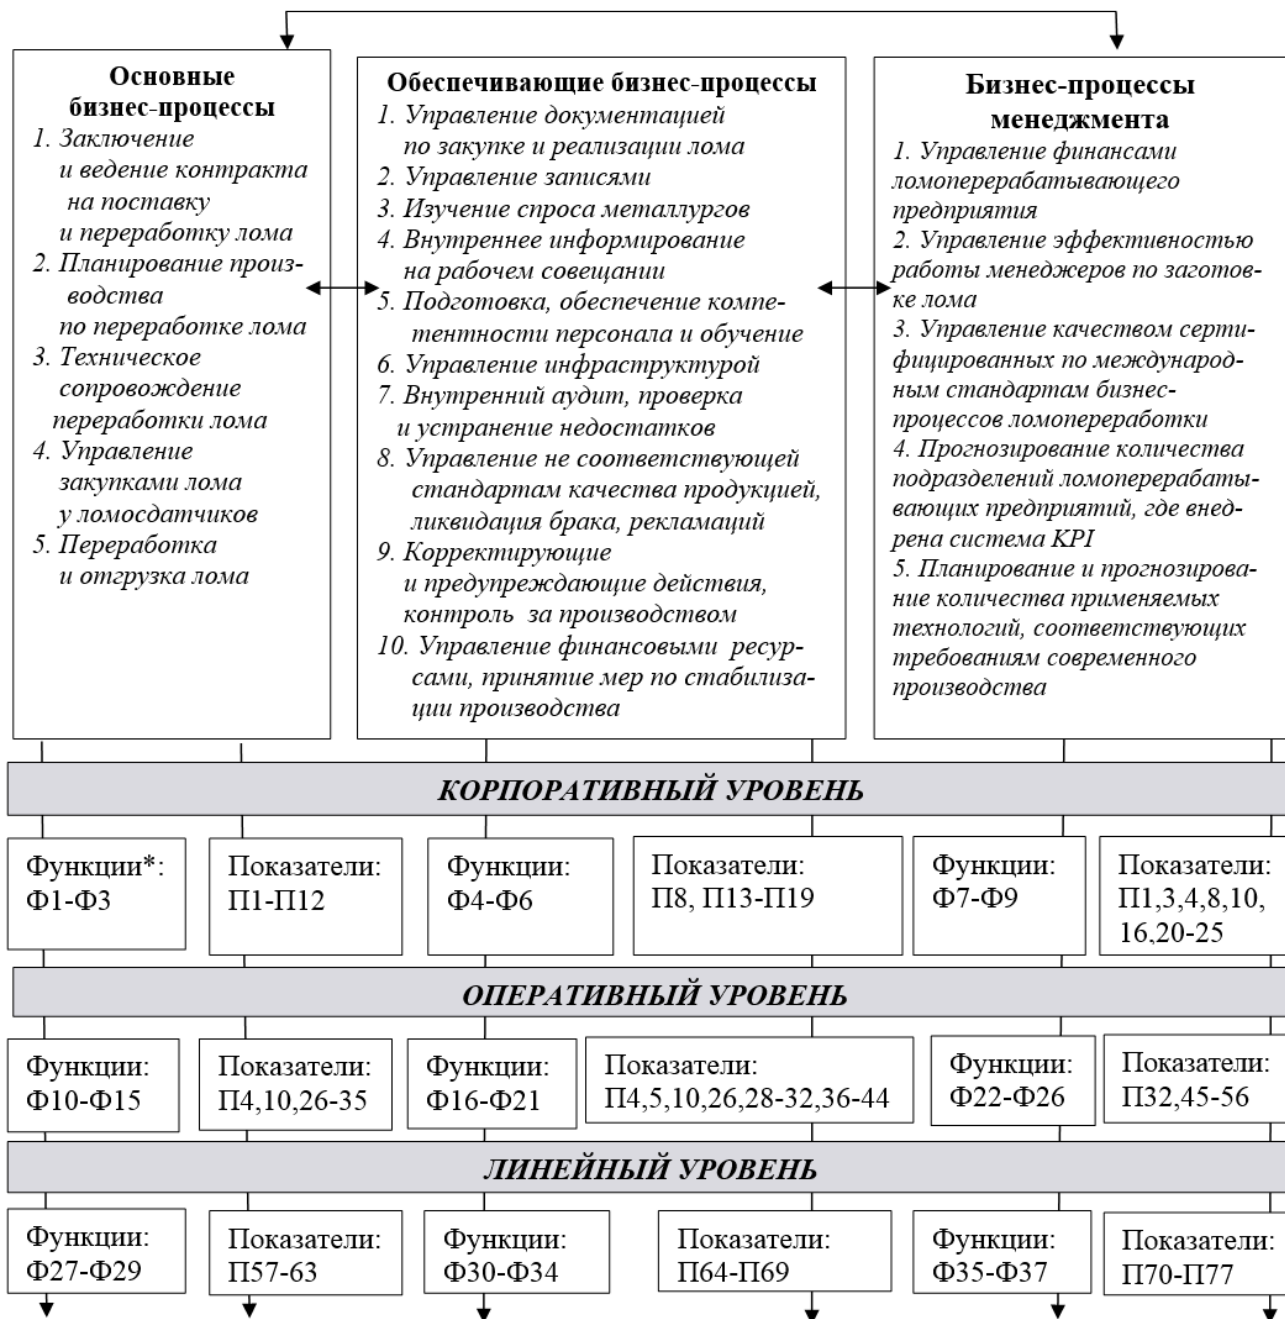 Основные
бизнес-процессы
1. Заключение
и ведение контракта
на поставку
и переработку лома
2. Планирование произ-
водства
по переработке лома
3. Техническое
сопровождение
переработки лома
4. Управление
закупками лома
у ломосдатчиков
5. Переработка
и отгрузка лома
Обеспечивающие бизнес-процессы
1. Управление документацией
по закупке и реализации лома
2. Управление записями
3. Изучение спроса металлургов
4. Внутреннее информирование
на рабочем совещании
5. Подготовка, обеспечение компе-
тентности персонала и обучение
6. Управление инфраструктурой
7. Внутренний аудит, проверка
и устранение недостатков
8. Управление не соответствующей
стандартам качества продукцией,
ликвидация брака, рекламаций
9. Корректирующие
и предупреждающие действия,
контроль за производством
10. Управление финансовыми ресур-
сами, принятие мер по стабилиза-
ции производства
Бизнес-процессы
менеджмента
1. Управление финансами
ломоперерабатывающего
предприятия
2. Управление эффективностью
работы менеджеров по заготов-
ке лома
3. Управление качеством серти-
фицированных по международ-
ным стандартам бизнес-
процессов ломопереработки
4. Прогнозирование количества
подразделений ломоперерабаты-
вающих предприятий, где внед-
рена система KPI
5. Планирование и прогнозирова-
ние количества применяемых
технологий, соответствующих
требованиям современного
производства
КОРПОРАТИВНЫЙ УРОВЕНЬ
Функции*:
Ф1-Ф3
Показатели:
П1-П12
Функции:
Ф4-Ф6
Показатели:
П8, П13-П19
Функции:
Ф7-Ф9
Показатели:
П1,3,4,8,10,
16,20-25
ОПЕРАТИВНЫЙ УРОВЕНЬ
Функции:
Ф10-Ф15
Показатели:
П4,10,26-35
Функции:
Ф16-Ф21
Показатели:
П4,5,10,26,28-32,36-44
Функции:
Ф22-Ф26
Показатели:
П32,45-56
ЛИНЕЙНЫЙ УРОВЕНЬ
Функции:
Ф27-Ф29
Показатели:
П57-63
Функции:
Ф30-Ф34
Показатели:
П64-П69
Функции:
Ф35-Ф37
Показатели:
П70-П77